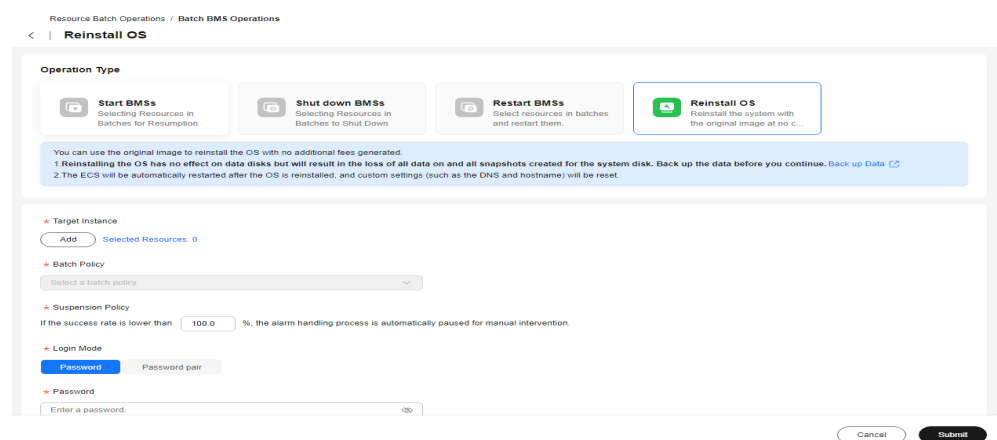 Resource Batch Operations / Batch BMS Operations
< | Reinstall OS
Operation Type
Start BMSs
Selecting Resources in
Batches for Resumption
Shut down BMSs
Selecting Resources in
Batches to Shut Down
Restart BMSs
Select resources in batches
and restart them.
Reinstall OS
Reinstall the system with
the original image at no c...
You can use the original image to reinstall the OS with no additional fees generated.
1.Reinstalling the OS has no effect on data disks but will result in the loss of all data on and all snapshots created for the system disk. Back up the data before you continue. Back up Data
2.The ECS will be automatically restarted after the OS is reinstalled, and custom settings (such as the DNS and hostname) will be reset.
* Target Instance
Add Selected Resources: 0
* Batch Policy
Select a batch policy.
* Suspension Policy
If the success rate is lower than 100.0 %, the alarm handling process is automatically paused for manual intervention.
* Login Mode
Password Password pair
* Password
Enter a password.
Cancel Submit